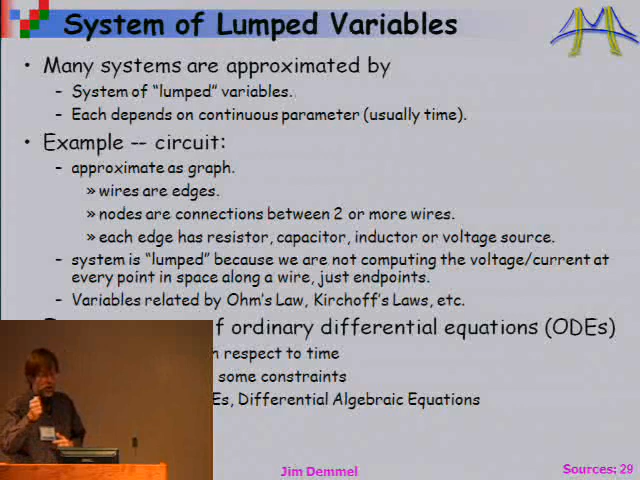 System of Lumped Variables
• Many systems are approximated by
– System of “lumped” variables.
– Each depends on continuous parameter (usually time).
• Example -- circuit:
– approximate as graph.
» wires are edges.
» nodes are connections between 2 or more wires.
» each edge has resistor, capacitor, inductor or voltage source.
– system is “lumped” because we are not computing the voltage/current at
every point in space along a wire, just endpoints.
– Variables related by Ohm’s Law, Kirchoff’s Laws, etc.
of ordinary differential equations (ODEs)
respect to time
some constraints
Differential Algebraic Equations
Jim Demmel
Sources: 29